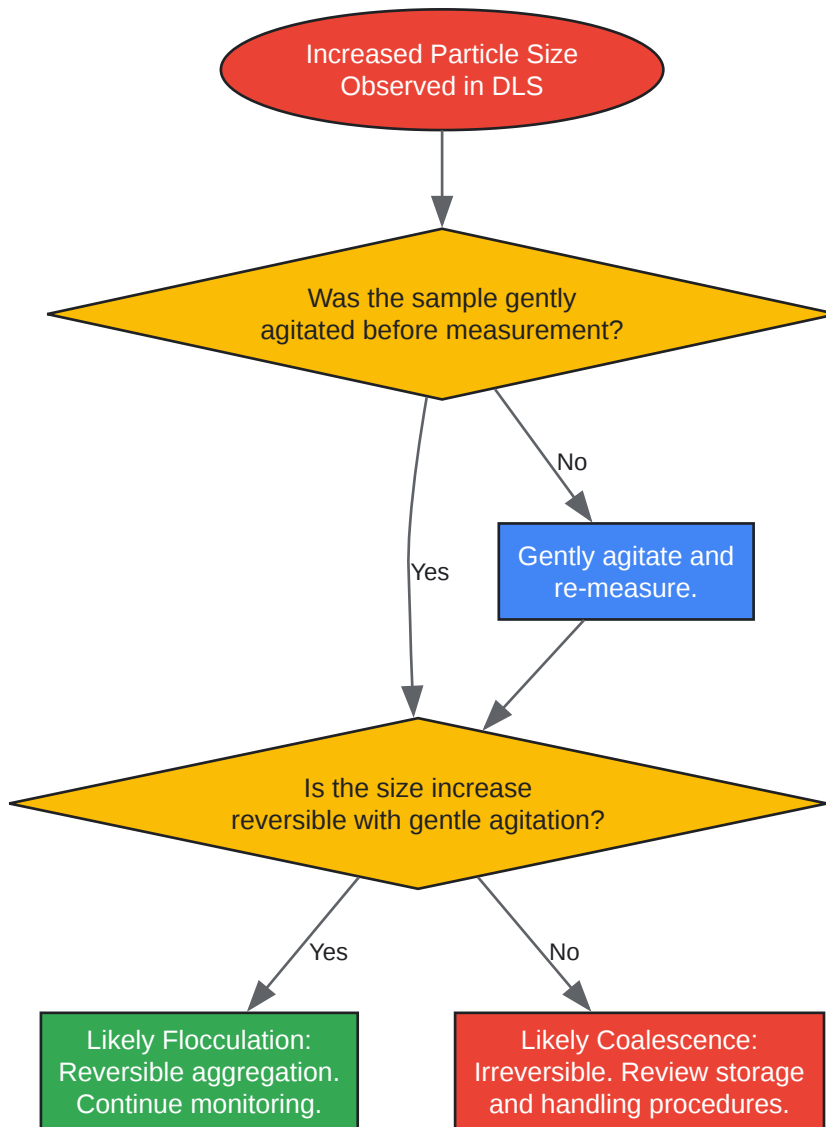 Increased Particle Size
Observed in DLS
Was the sample gently
agitated before measurement?
No
Gently agitate and
re-measure.
Yes
Is the size increase
reversible with gentle agitation?
Yes
No
Likely Flocculation:
Reversible aggregation.
Continue monitoring.
Likely Coalescence:
Irreversible. Review storage
and handling procedures.